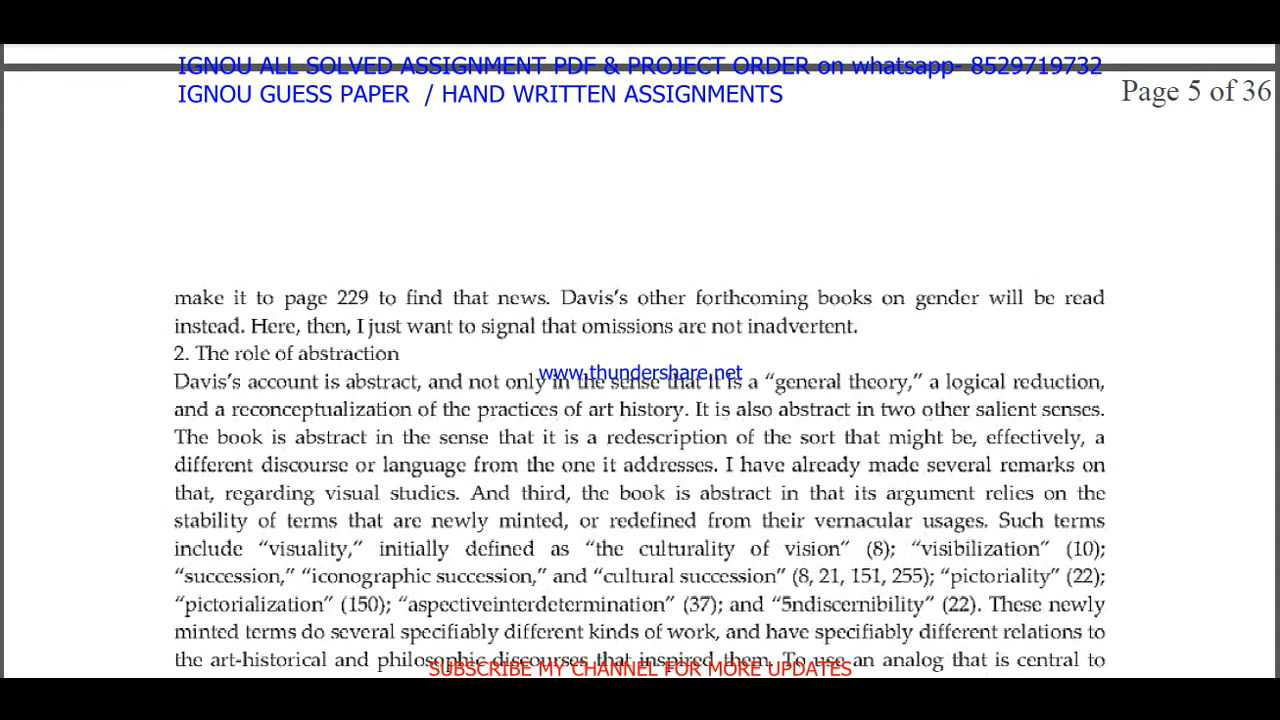 IGNOU ALL SOLVED ASSIGNMENT PDF & PROJECT ORDER on whatsapp- 8529719732
IGNOU GUESS PAPER / HAND WRITTEN ASSIGNMENTS
Page 5 of 36
make it to page 229 to find that news. Davis's other forthcoming books on gender will be read
instead. Here, then, I just want to signal that omissions are not inadvertent.
2. The role of abstraction
www.thundershare.net
Davis's account is abstract, and not only in the sense that it is a “general theory,” a logical reduction,
and a reconceptualization of the practices of art history. It is also abstract in two other salient senses.
The book is abstract in the sense that it is a redescription of the sort that might be, effectively, a
different discourse or language from the one it addresses. I have already made several remarks on
that, regarding visual studies. And third, the book is abstract in that its argument relies on the
stability of terms that are newly minted, or redefined from their vernacular usages. Such terms
include “visuality,” initially defined as “the culturality of vision” (8); “visibilization” (10);
“succession,” “iconographic succession,” and “cultural succession” (8, 21, 151, 255); “pictoriality” (22);
“pictorialization” (150); “aspectiveinterdetermination” (37); and “5ndiscernibility” (22). These newly
minted terms do several specifiably different kinds of work, and have specifiably different relations to
the art-historical and philosophic discourses that inspired them. To use an analog that is central to
SUBSCRIBE MY CHANNEL FOR MORE UPDATES